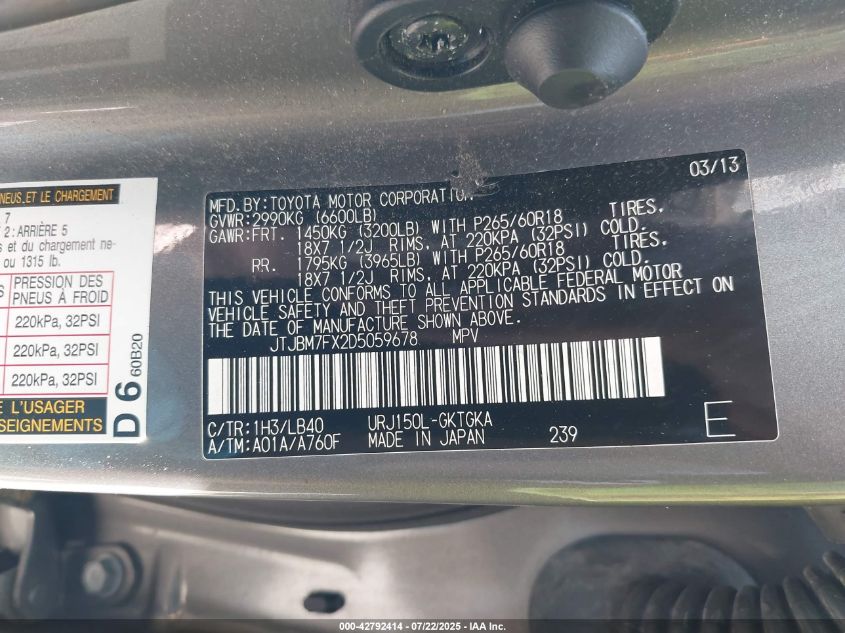 NEUS ET LE CHARGEMENT
7
2: ARRIÈRE 5
s et du chargement ne-
ou 1315 lb.
PRESSION DES
PNEUS À FROID
220kPa, 32PSI
220kPa, 32PSI
220kPa, 32PSI
E L'USAGER
SEIGNEMENTS
D6 60B20
03/13
MFD.BY:TOYOTA MOTOR CORPORATION
GVWR:2990KG (6600LB)
GAWR:FRT. 1450KG (3200LB) WITH P265/60R18 TIRES.
18X7 1/2J RIMS. AT 220KPA (32PSI) COLD.
RR. 1795KG (3965LB) WITH P265/60R18 TIRES.
18X7 1/2J RIMS. AT 220KPA (32PSI) COLD.
THIS VEHICLE CONFORMS TO ALL APPLICABLE FEDERAL MOTOR
VEHICLE SAFETY AND THEFT PREVENTION STANDARDS IN EFFECT ON
THE DATE OF MANUFACTURE SHOWN ABOVE.
JTJBM7FX2D5059678 MPV
C/TR:1H3/LB40 URJ150L-GKTGKA
A/TM:A01A/A760F MADE IN JAPAN 239 E
000-42792414 - 07/22/2025 - IAA Inc.